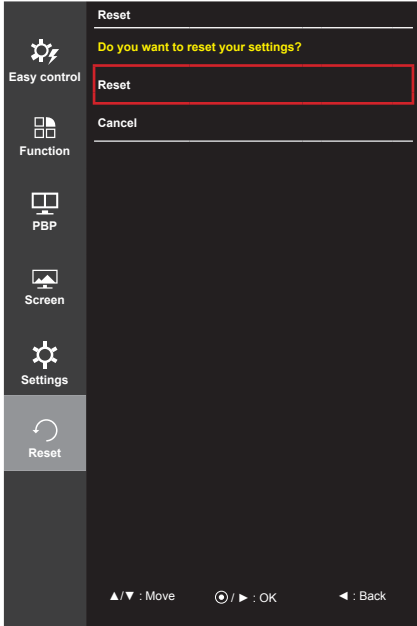 Reset
Do you want to reset your settings?
Reset
Cancel
Easy control
Function
PBP
Screen
Settings
Reset
▲/▼ : Move
⦿ / ► : OK
◄ : Back